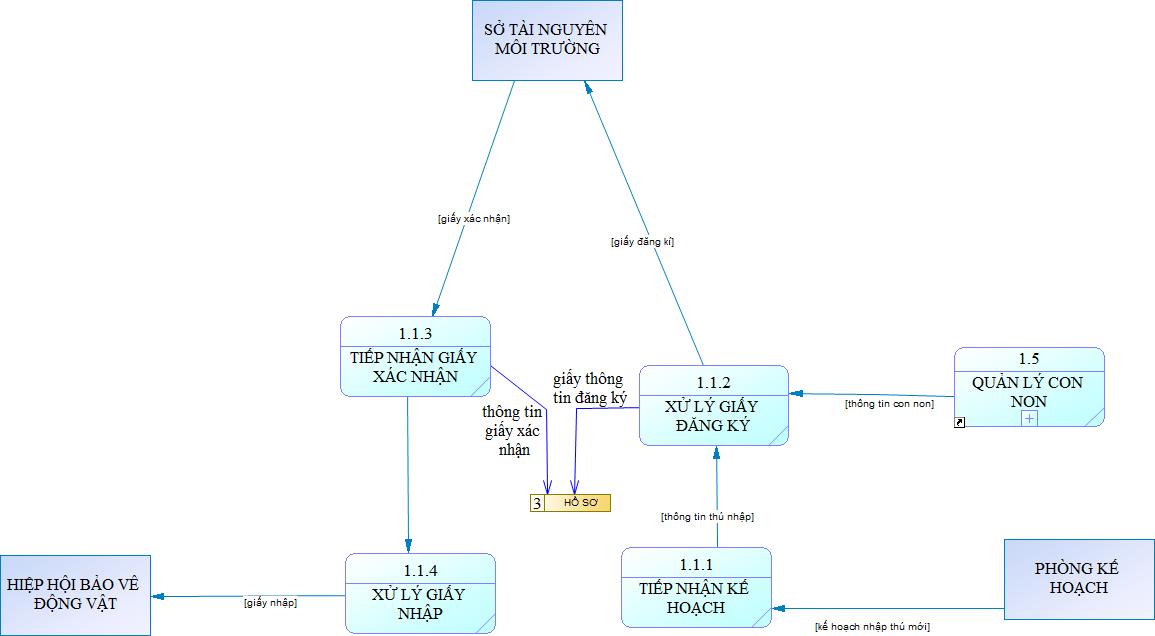 SỞ TÀI NGUYÊN
MÔI TRƯỜNG
[giấy xác nhận]
[giấy đăng kí]
1.1.3
TIẾP NHẬN GIẤY
XÁC NHẬN
giấy thông
tin đăng ký
thông tin
giấy xác
nhận
1.1.2
XỬ LÝ GIẤY
ĐĂNG KÝ
[thông tin con non]
1.5
QUẢN LÝ CON
NON
3
HỒ SƠ
[thông tin thú nhập]
HIỆP HỘI BẢO VỆ
ĐỘNG VẬT
[giấy nhập]
1.1.4
XỬ LÝ GIẤY
NHẬP
1.1.1
TIẾP NHẬN KẾ
HOẠCH
[kế hoạch nhập thú mới]
PHÒNG KẾ
HOẠCH